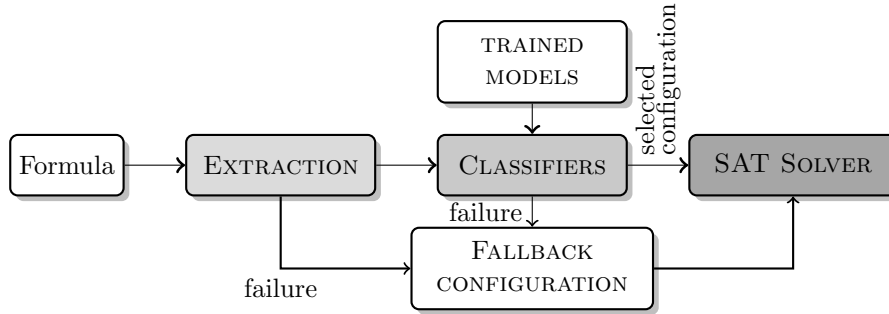 TRAINED
MODELS
selected
configuration
Formula
EXTRACTION
CLASSIFIERS
SAT SOLVER
failure
FALLBACK
CONFIGURATION
failure